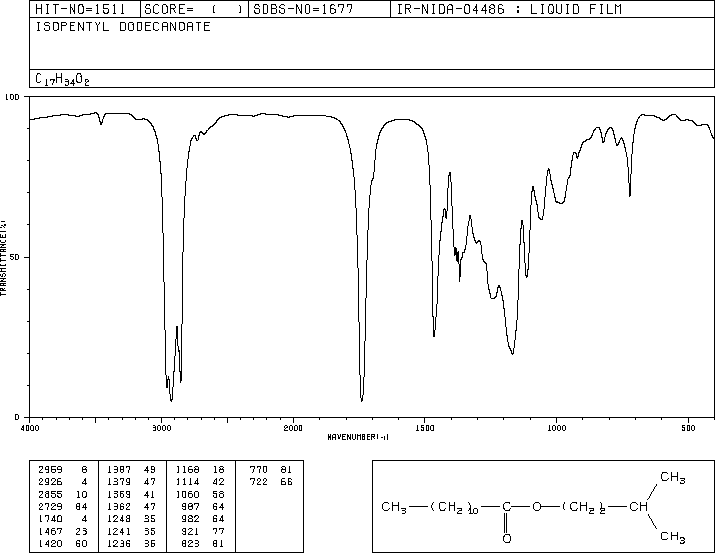 HIT-NO=1511 SCORE= ( ) SDBS-NO=1677 IR-NIDA-04486 : LIQUID FILM
ISOPENTYL DODECANOATE
C17H34O2
100
50
0
TRANSMITTANCE(%)
4000 3000 2000 1500 1000 500
WAVENUMBER(-1)
2959 8 1387 49 1168 18 770 81
2926 4 1379 47 1114 42 722 66
2855 10 1369 41 1060 58
2729 84 1362 47 987 64
1740 4 1248 35 982 64
1467 23 1241 35 921 77
1420 60 1236 36 823 81
CH3
CH3—(CH2)10—C—O—(CH2)2—CH
O
CH3